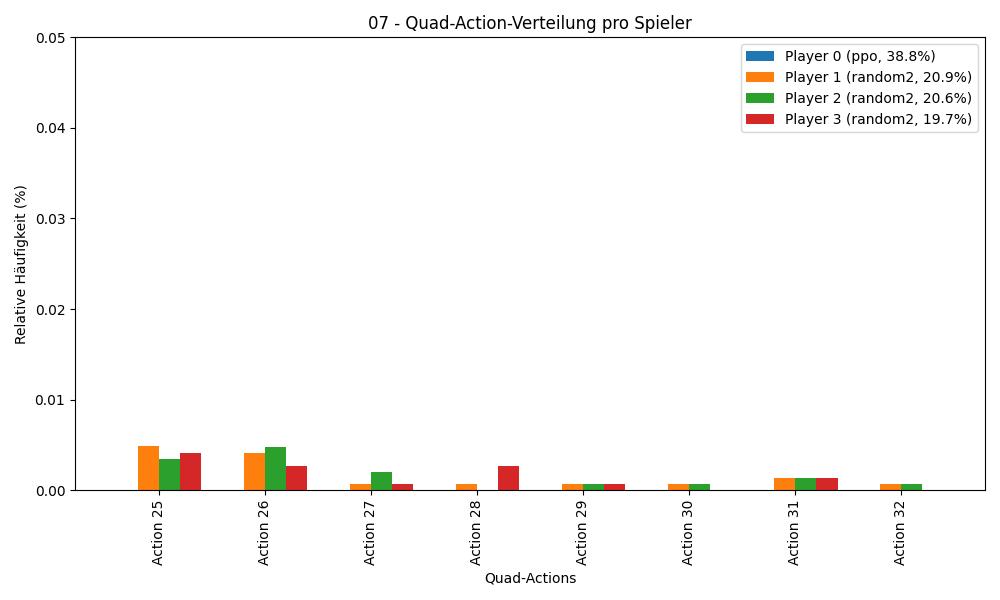 07 - Quad-Action-Verteilung pro Spieler
Player 0 (ppo, 38.8%)
Player 1 (random2, 20.9%)
Player 2 (random2, 20.6%)
Player 3 (random2, 19.7%)
Relative Häufigkeit (%)
0.05
0.04
0.03
0.02
0.01
0.00
Action 25
Action 26
Action 27
Action 28
Action 29
Action 30
Action 31
Action 32
Quad-Actions